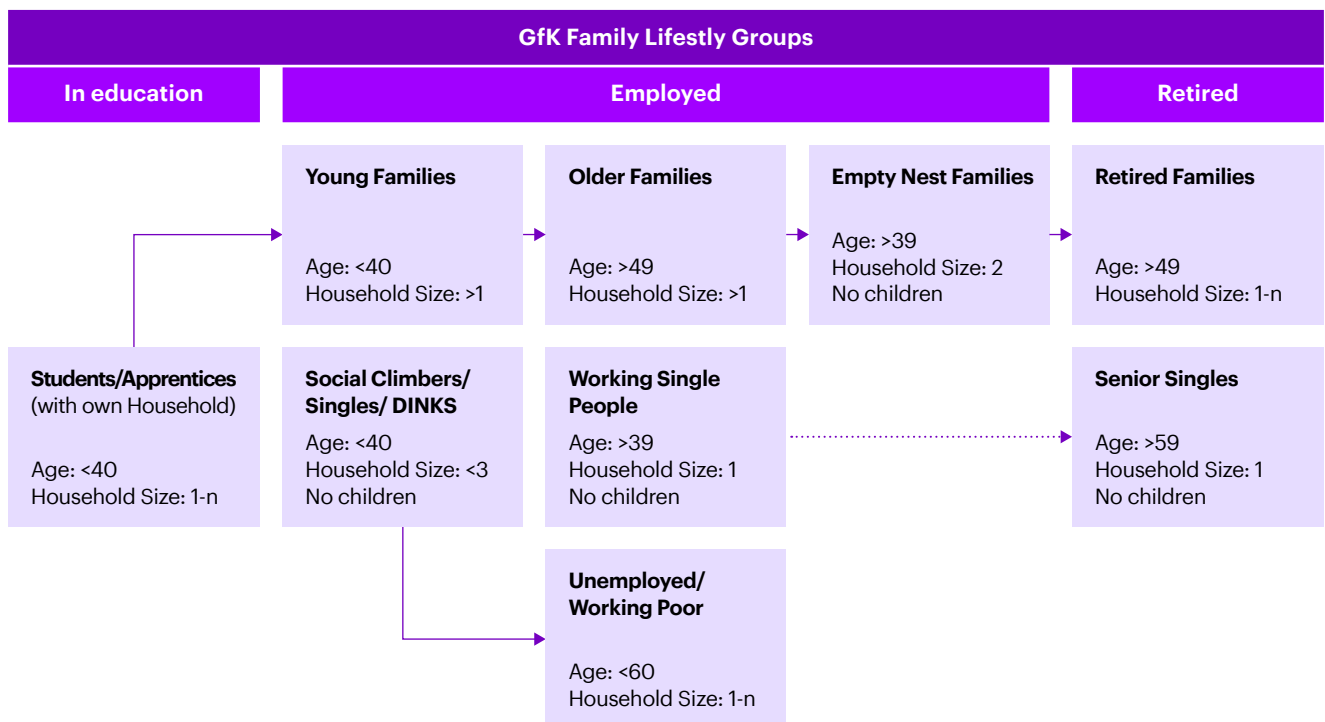 GfK Family Lifestly Groups
In education
Employed
Retired
Young Families
Age: <40
Household Size: >1
Older Families
Age: >49
Household Size: >1
Empty Nest Families
Age: >39
Household Size: 2
No children
Retired Families
Age: >49
Household Size: 1-n
Students/Apprentices
(with own Household)
Age: <40
Household Size: 1-n
Social Climbers/
Singles/ DINKS
Age: <40
Household Size: <3
No children
Working Single
People
Age: >39
Household Size: 1
No children
Senior Singles
Age: >59
Household Size: 1
No children
Unemployed/
Working Poor
Age: <60
Household Size: 1-n